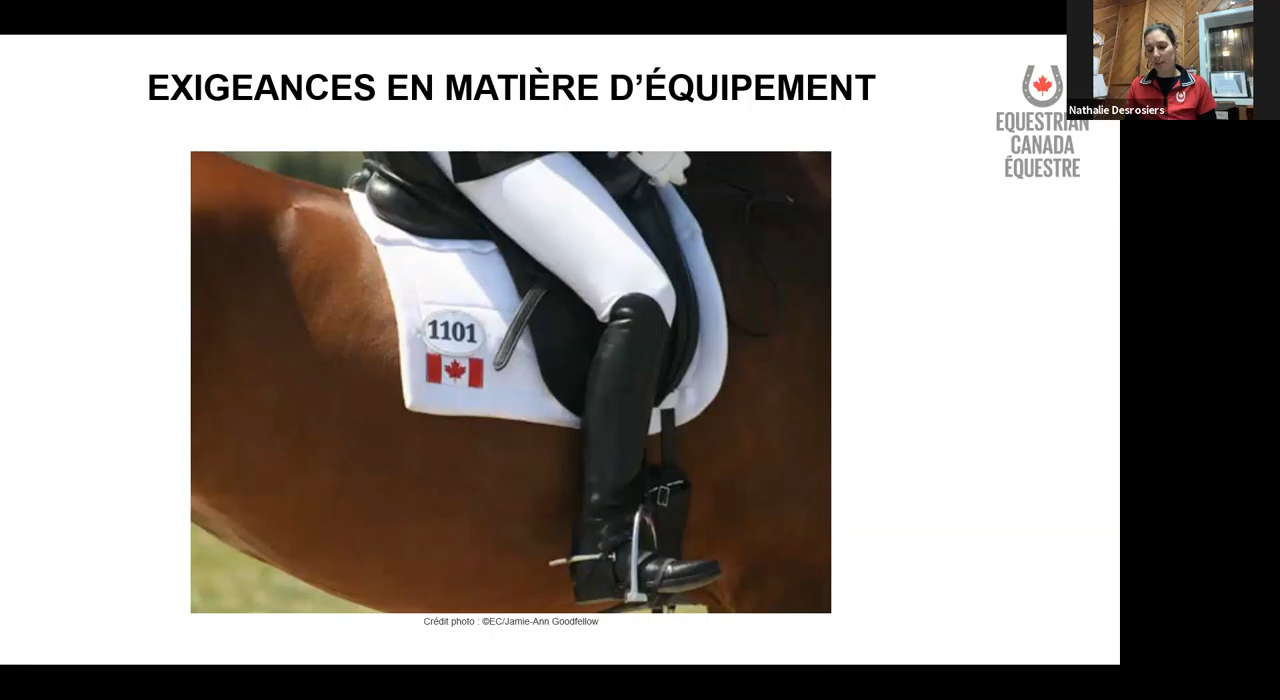 EXIGEANCES EN MATIÈRE D'ÉQUIPEMENT
EQUESTRIAN
CANADA
ÉQUESTRE
Nathalie Desrosiers
1101
Crédit photo : ©EC/Jamie-Ann Goodfellow